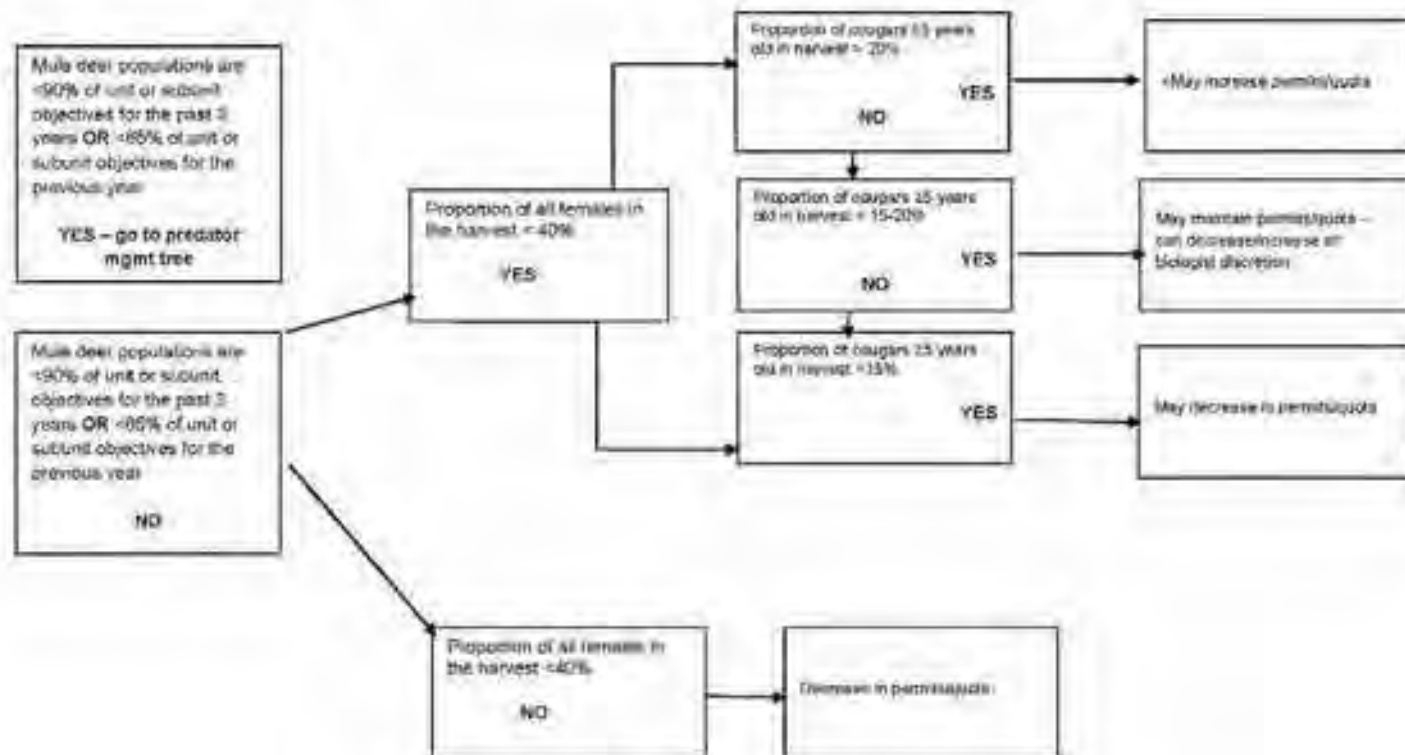 Mule deer populations are
<90% of unit or subunit
objectives for the past 3
years OR <65% of unit or
subunit objectives for the
previous year
YES – go to predator
mgmt tree
Mule deer populations are
<90% of unit or subunit
objectives for the past 3
years OR <65% of unit or
subunit objectives for the
previous year
NO
Proportion of all females in
the harvest < 40%
YES
Proportion of cougars ≥5 years
old in harvest > 20%
YES
NO
Proportion of cougars ≥5 years
old in harvest = 15-20%
YES
NO
Proportion of cougars ≥5 years
old in harvest <15%
YES
May increase permits/quota
May maintain permits/quota –
can decrease/increase at
biologist discretion
May decrease in permits/quota
Proportion of all females in
the harvest <40%
NO
Decrease in permits/quota